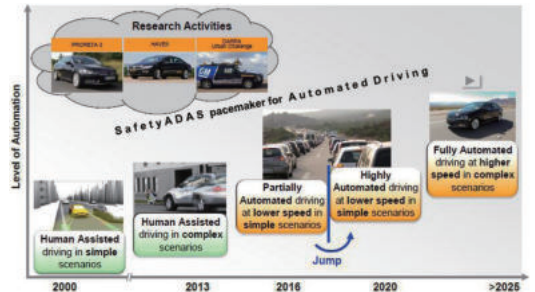 Research Activities
PRORETA 3
HAVEit
DARPA
Urban Challenge
SafetyADAS pacemaker for Automated Driving
Level of Automation
Human Assisted
driving in simple
scenarios
Human Assisted
driving in complex
scenarios
Partially
Automated driving
at lower speed in
simple scenarios
Highly
Automated driving
at lower speed in
simple scenarios
Fully Automated
driving at higher
speed in complex
scenarios
Jump
2000
2013
2016
2020
>2025